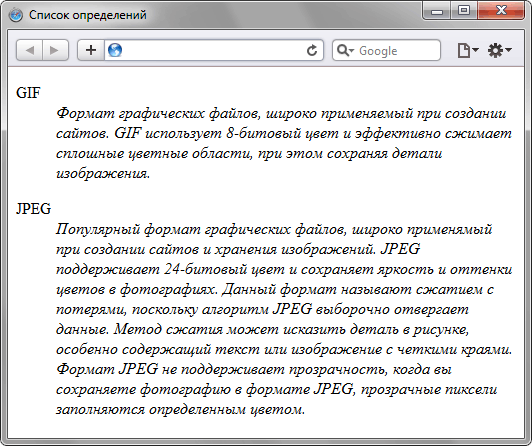 Список определений
Google
GIF
Формат графических файлов, широко применяемый при создании
сайтов. GIF использует 8-битовый цвет и эффективно сжимает
сплошные цветные области, при этом сохраняя детали
изображения.
JPEG
Популярный формат графических файлов, широко применямый
при создании сайтов и хранения изображений. JPEG
поддерживает 24-битовый цвет и сохраняет яркость и оттенки
цветов в фотографиях. Данный формат называют сжатием с
потерями, поскольку алгоритм JPEG выборочно отвергает
данные. Метод сжатия может исказить деталь в рисунке,
особенно содержащий текст или изображение с четкими краями.
Формат JPEG не поддерживает прозрачность, когда вы
сохраняете фотографию в формате JPEG, прозрачные пиксели
заполняются определенным цветом.